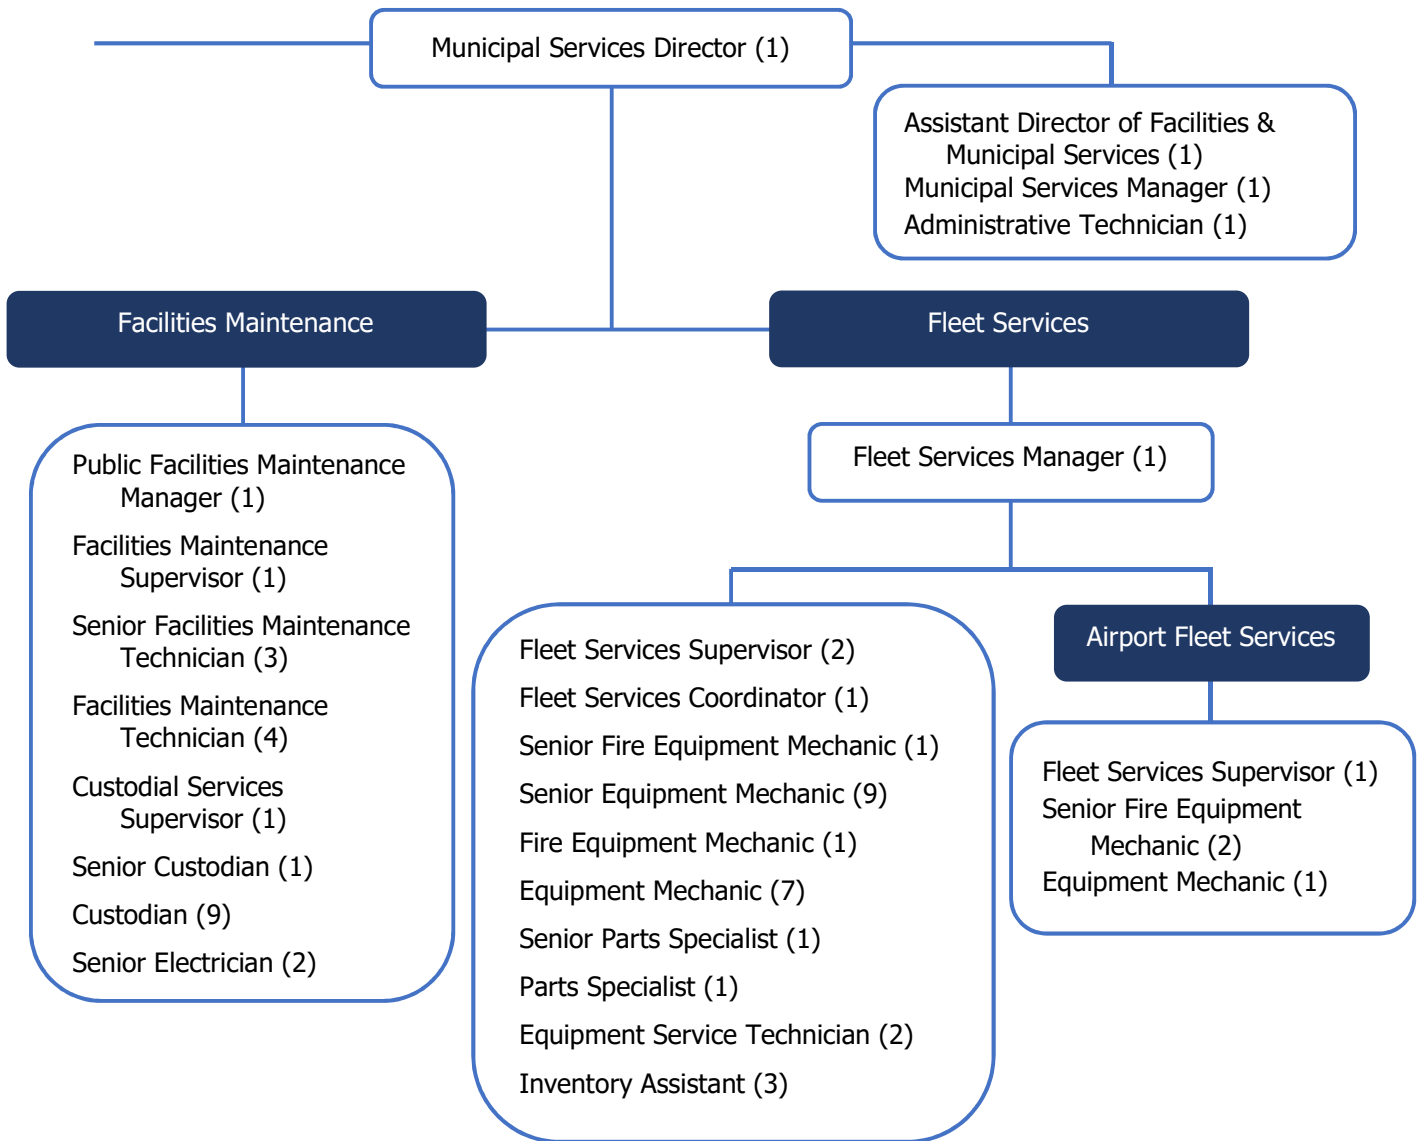 Municipal Services Director (1)
Assistant Director of Facilities &
Municipal Services (1)
Municipal Services Manager (1)
Administrative Technician (1)
Facilities Maintenance
Fleet Services
Public Facilities Maintenance
Manager (1)
Facilities Maintenance
Supervisor (1)
Senior Facilities Maintenance
Technician (3)
Facilities Maintenance
Technician (4)
Custodial Services
Supervisor (1)
Senior Custodian (1)
Custodian (9)
Senior Electrician (2)
Fleet Services Manager (1)
Fleet Services Supervisor (2)
Fleet Services Coordinator (1)
Senior Fire Equipment Mechanic (1)
Senior Equipment Mechanic (9)
Fire Equipment Mechanic (1)
Equipment Mechanic (7)
Senior Parts Specialist (1)
Parts Specialist (1)
Equipment Service Technician (2)
Inventory Assistant (3)
Airport Fleet Services
Fleet Services Supervisor (1)
Senior Fire Equipment
Mechanic (2)
Equipment Mechanic (1)